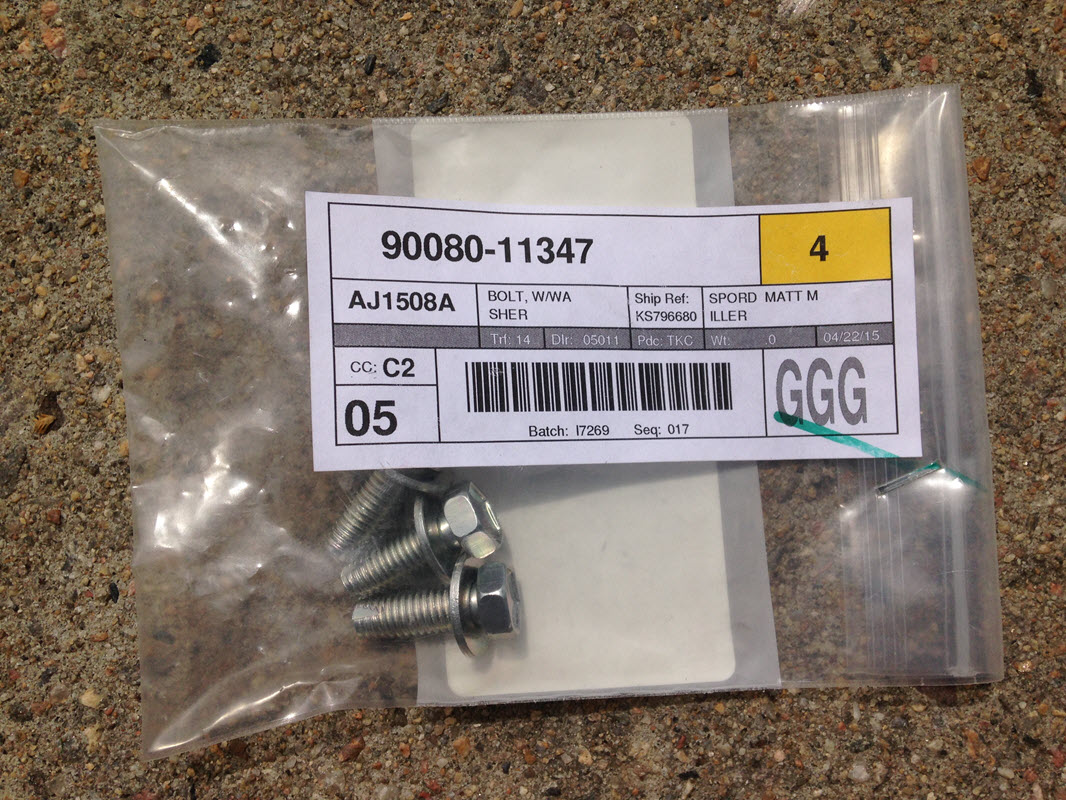 90080-11347
4
AJ1508A
BOLT, W/WA
SHER
Ship Ref:
KS796680
SPORD MATT M
ILLER
Trf: 14 Dlr: 05011 Pdc: TKC Wt: .0 04/22/15
CC: C2
05
GGG
Batch: I7269 Seq: 017